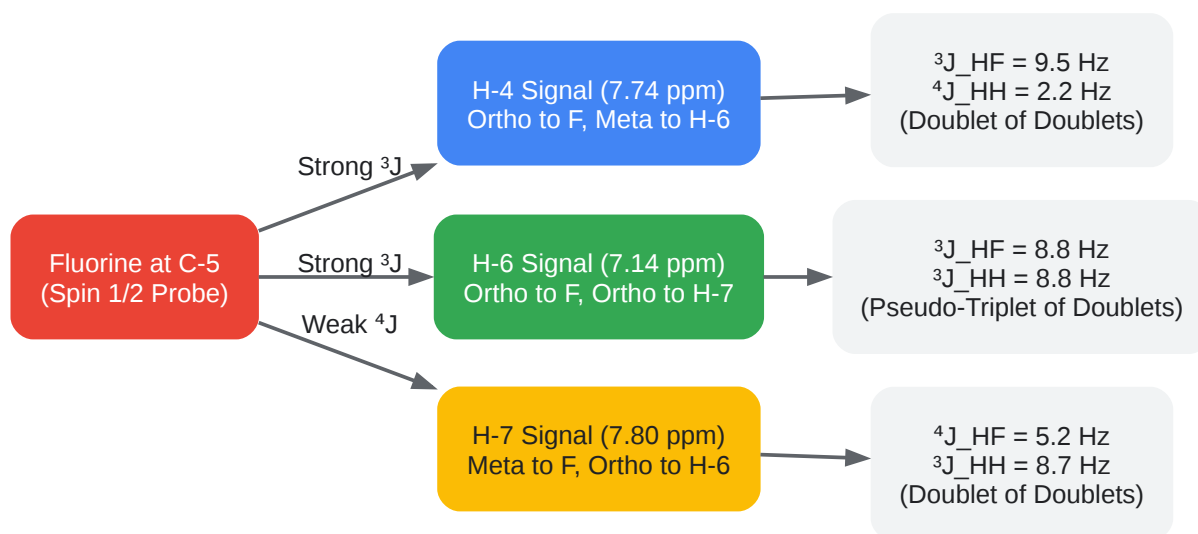 Fluorine at C-5
(Spin 1/2 Probe)
Strong ³J
Strong ³J
Weak ⁴J
H-4 Signal (7.74 ppm)
Ortho to F, Meta to H-6
H-6 Signal (7.14 ppm)
Ortho to F, Ortho to H-7
H-7 Signal (7.80 ppm)
Meta to F, Ortho to H-6
³J_HF = 9.5 Hz
⁴J_HH = 2.2 Hz
(Doublet of Doublets)
³J_HF = 8.8 Hz
³J_HH = 8.8 Hz
(Pseudo-Triplet of Doublets)
⁴J_HF = 5.2 Hz
³J_HH = 8.7 Hz
(Doublet of Doublets)